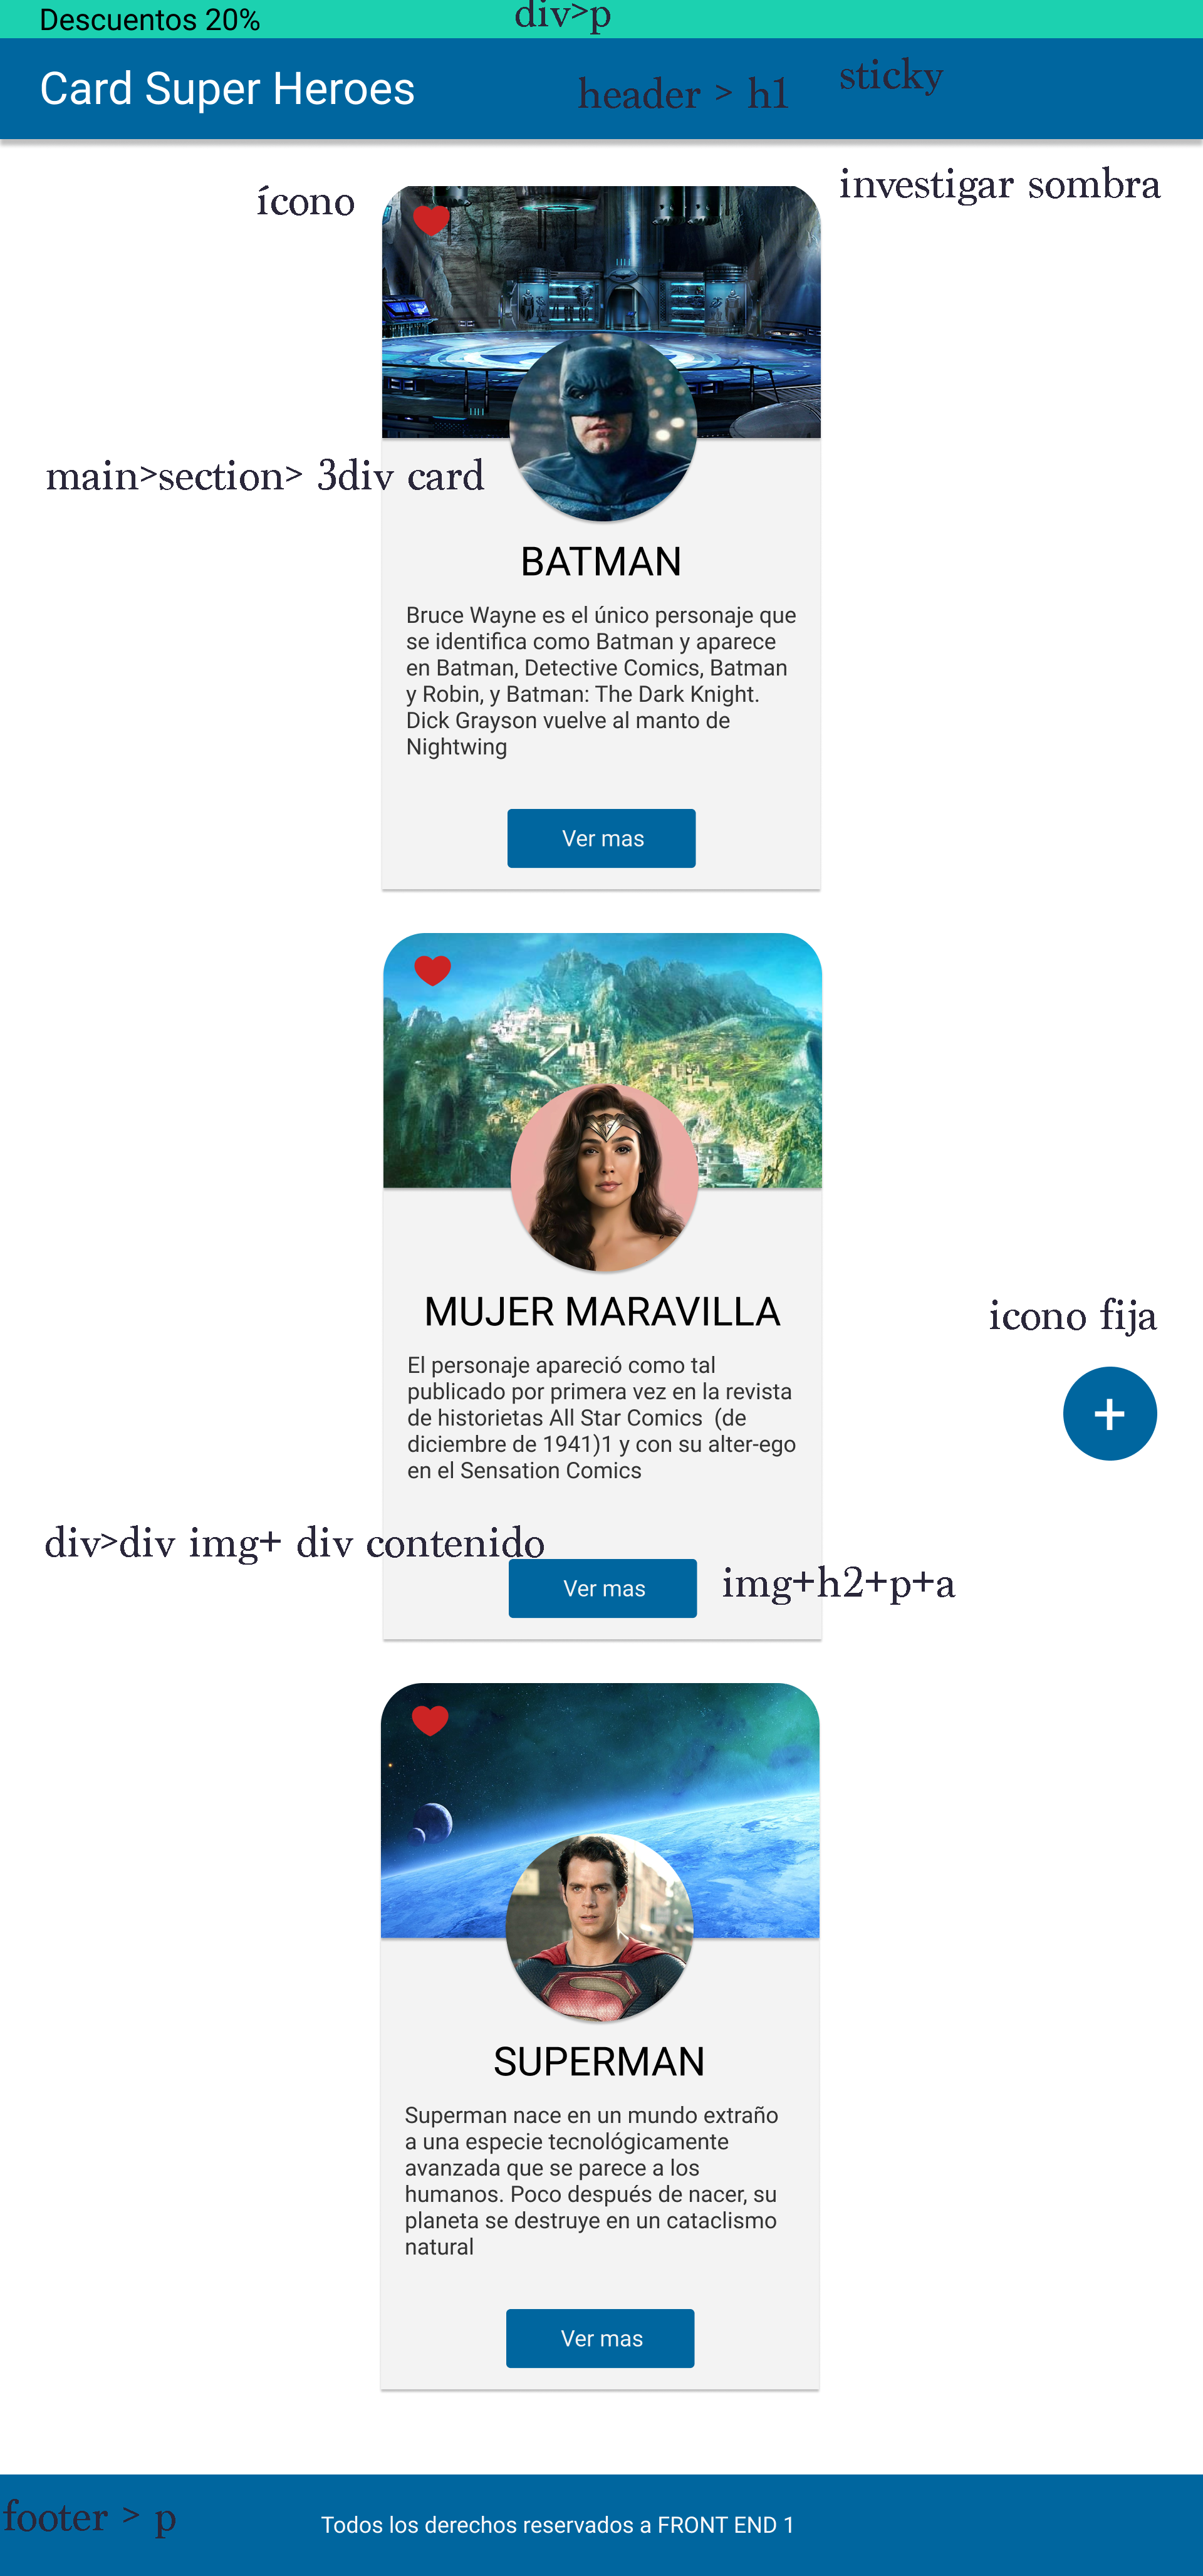 Descuentos 20%
div>p
Card Super Heroes
header > h1
sticky
ícono
investigar sombra
main>section> 3div card
BATMAN
Bruce Wayne es el único personaje que
se identifica como Batman y aparece
en Batman, Detective Comics, Batman
y Robin, y Batman: The Dark Knight.
Dick Grayson vuelve al manto de
Nightwing
Ver mas
MUJER MARAVILLA
icono fija
El personaje apareció como tal
publicado por primera vez en la revista
de historietas All Star Comics  (de
diciembre de 1941)1 y con su alter-ego
en el Sensation Comics
+
div>div img+ div contenido
Ver mas
img+h2+p+a
SUPERMAN
Superman nace en un mundo extraño
a una especie tecnológicamente
avanzada que se parece a los
humanos. Poco después de nacer, su
planeta se destruye en un cataclismo
natural
Ver mas
footer > p
Todos los derechos reservados a FRONT END 1